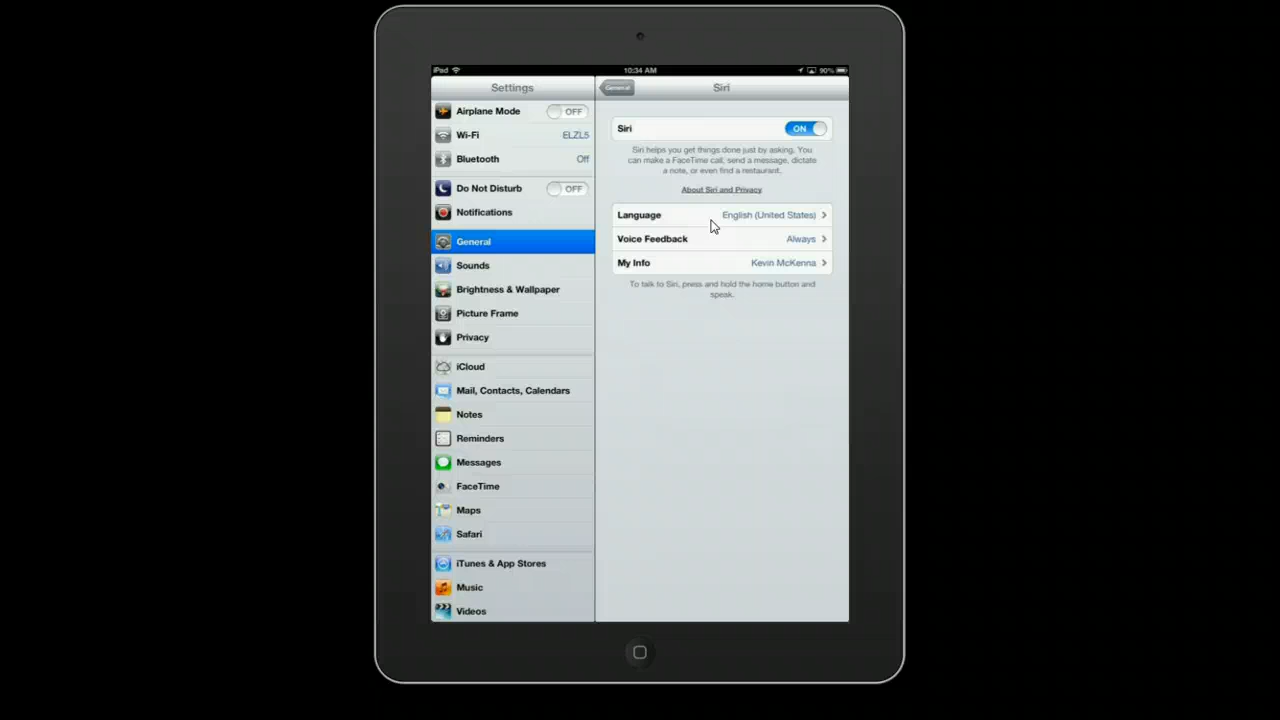 iPad 10:34 AM 90%
Settings
General Siri
Airplane Mode OFF
Wi-Fi ELZL5
Bluetooth Off
Do Not Disturb OFF
Notifications
General
Sounds
Brightness & Wallpaper
Picture Frame
Privacy
iCloud
Mail, Contacts, Calendars
Notes
Reminders
Messages
FaceTime
Maps
Safari
iTunes & App Stores
Music
Videos
Siri ON
Siri helps you get things done just by asking. You
can make a FaceTime call, send a message, dictate
a note, or even find a restaurant.
About Siri and Privacy
Language English (United States)
Voice Feedback Always
My Info Kevin McKenna
To talk to Siri, press and hold the home button and
speak.